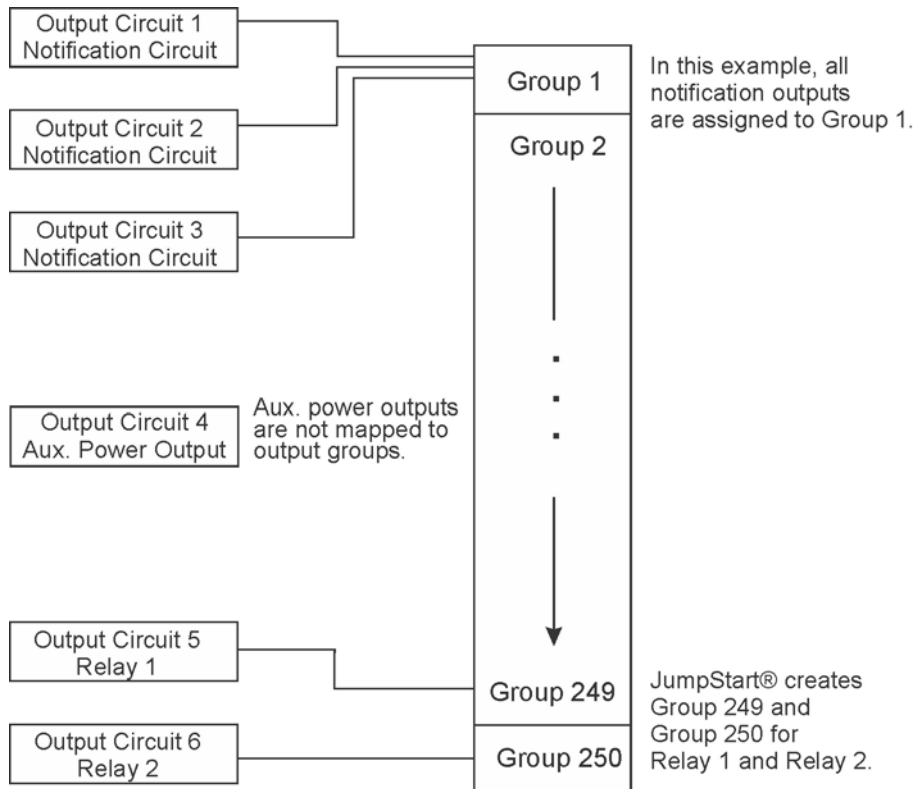 Output Circuit 1
Notification Circuit
Output Circuit 2
Notification Circuit
Output Circuit 3
Notification Circuit
Group 1
Group 2
In this example, all
notification outputs
are assigned to Group 1.
Output Circuit 4
Aux. Power Output
Aux. power outputs
are not mapped to
output groups.
Output Circuit 5
Relay 1
Output Circuit 6
Relay 2
Group 249
Group 250
JumpStart® creates
Group 249 and
Group 250 for
Relay 1 and Relay 2.